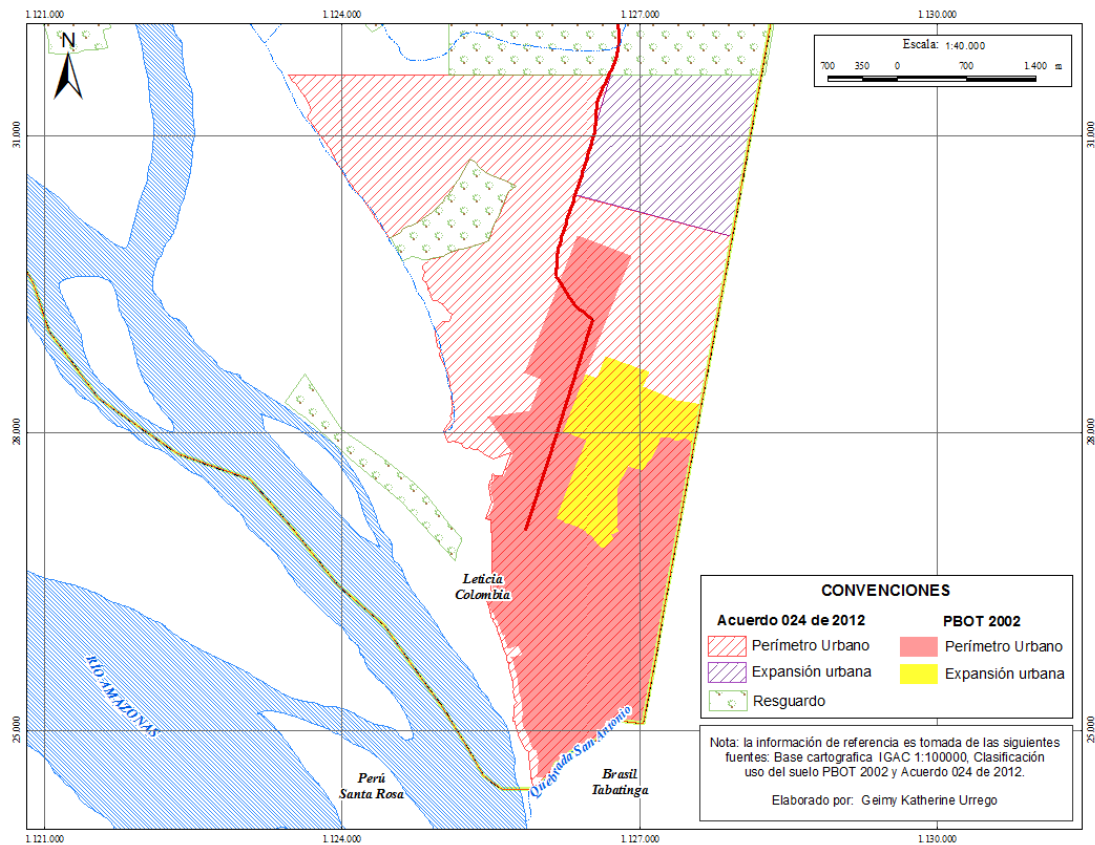 1.121.000
1.124.000
1.127.000
1.130.000
N
Escala: 1:40.000
700 350 0 700 1.400 m
31.000
31.000
28.000
28.000
Leticia
Colombia
RÍO AMAZONAS
Quebrada San Antonio
Perú
Santa Rosa
Brasil
Tabatinga
25.000
25.000
CONVENCIONES
Acuerdo 024 de 2012
PBOT 2002
Perímetro Urbano
Perímetro Urbano
Expansión urbana
Expansión urbana
Resguardo
Nota: la información de referencia es tomada de las siguientes
fuentes: Base cartografica IGAC 1:100000, Clasificación
uso del suelo PBOT 2002 y Acuerdo 024 de 2012.
Elaborado por: Geimy Katherine Urrego
1.121.000
1.124.000
1.127.000
1.130.000